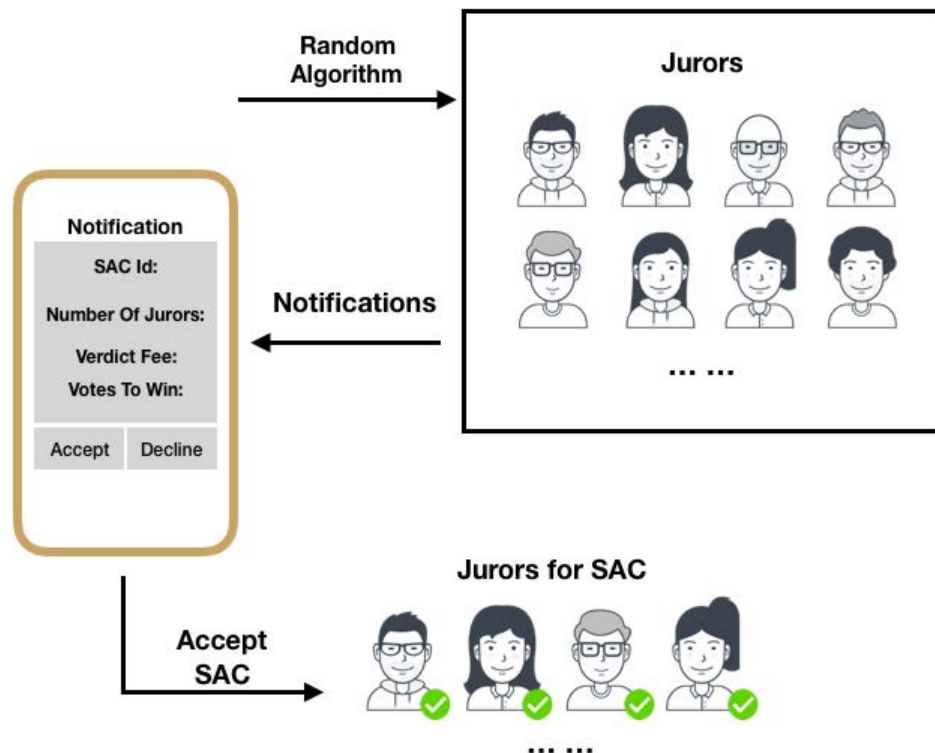 Random
Algorithm
Jurors
Notification
SAC Id:
Number Of Jurors:
Verdict Fee:
Votes To Win:
Accept
Decline
Notifications
... ...
Jurors for SAC
Accept
SAC
... ...